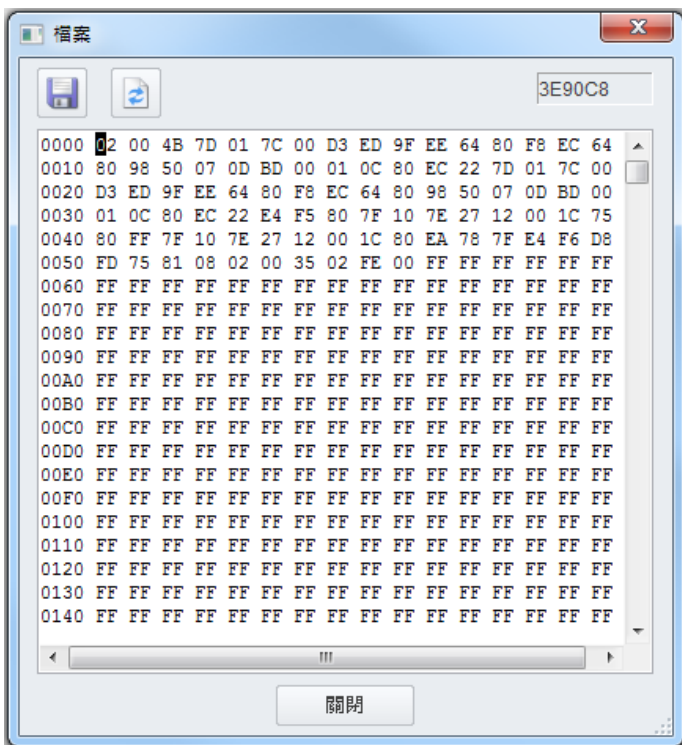 檔案
3E90C8
0000 02 00 4B 7D 01 7C 00 D3 ED 9F EE 64 80 F8 EC 64
0010 80 98 50 07 0D BD 00 01 0C 80 EC 22 7D 01 7C 00
0020 D3 ED 9F EE 64 80 F8 EC 64 80 98 50 07 0D BD 00
0030 01 0C 80 EC 22 E4 F5 80 7F 10 7E 27 12 00 1C 75
0040 80 FF 7F 10 7E 27 12 00 1C 80 EA 78 7F E4 F6 D8
0050 FD 75 81 08 02 00 35 02 FE 00 FF FF FF FF FF FF
0060 FF FF FF FF FF FF FF FF FF FF FF FF FF FF FF FF
0070 FF FF FF FF FF FF FF FF FF FF FF FF FF FF FF FF
0080 FF FF FF FF FF FF FF FF FF FF FF FF FF FF FF FF
0090 FF FF FF FF FF FF FF FF FF FF FF FF FF FF FF FF
00A0 FF FF FF FF FF FF FF FF FF FF FF FF FF FF FF FF
00B0 FF FF FF FF FF FF FF FF FF FF FF FF FF FF FF FF
00C0 FF FF FF FF FF FF FF FF FF FF FF FF FF FF FF FF
00D0 FF FF FF FF FF FF FF FF FF FF FF FF FF FF FF FF
00E0 FF FF FF FF FF FF FF FF FF FF FF FF FF FF FF FF
00F0 FF FF FF FF FF FF FF FF FF FF FF FF FF FF FF FF
0100 FF FF FF FF FF FF FF FF FF FF FF FF FF FF FF FF
0110 FF FF FF FF FF FF FF FF FF FF FF FF FF FF FF FF
0120 FF FF FF FF FF FF FF FF FF FF FF FF FF FF FF FF
0130 FF FF FF FF FF FF FF FF FF FF FF FF FF FF FF FF
0140 FF FF FF FF FF FF FF FF FF FF FF FF FF FF FF FF
關閉